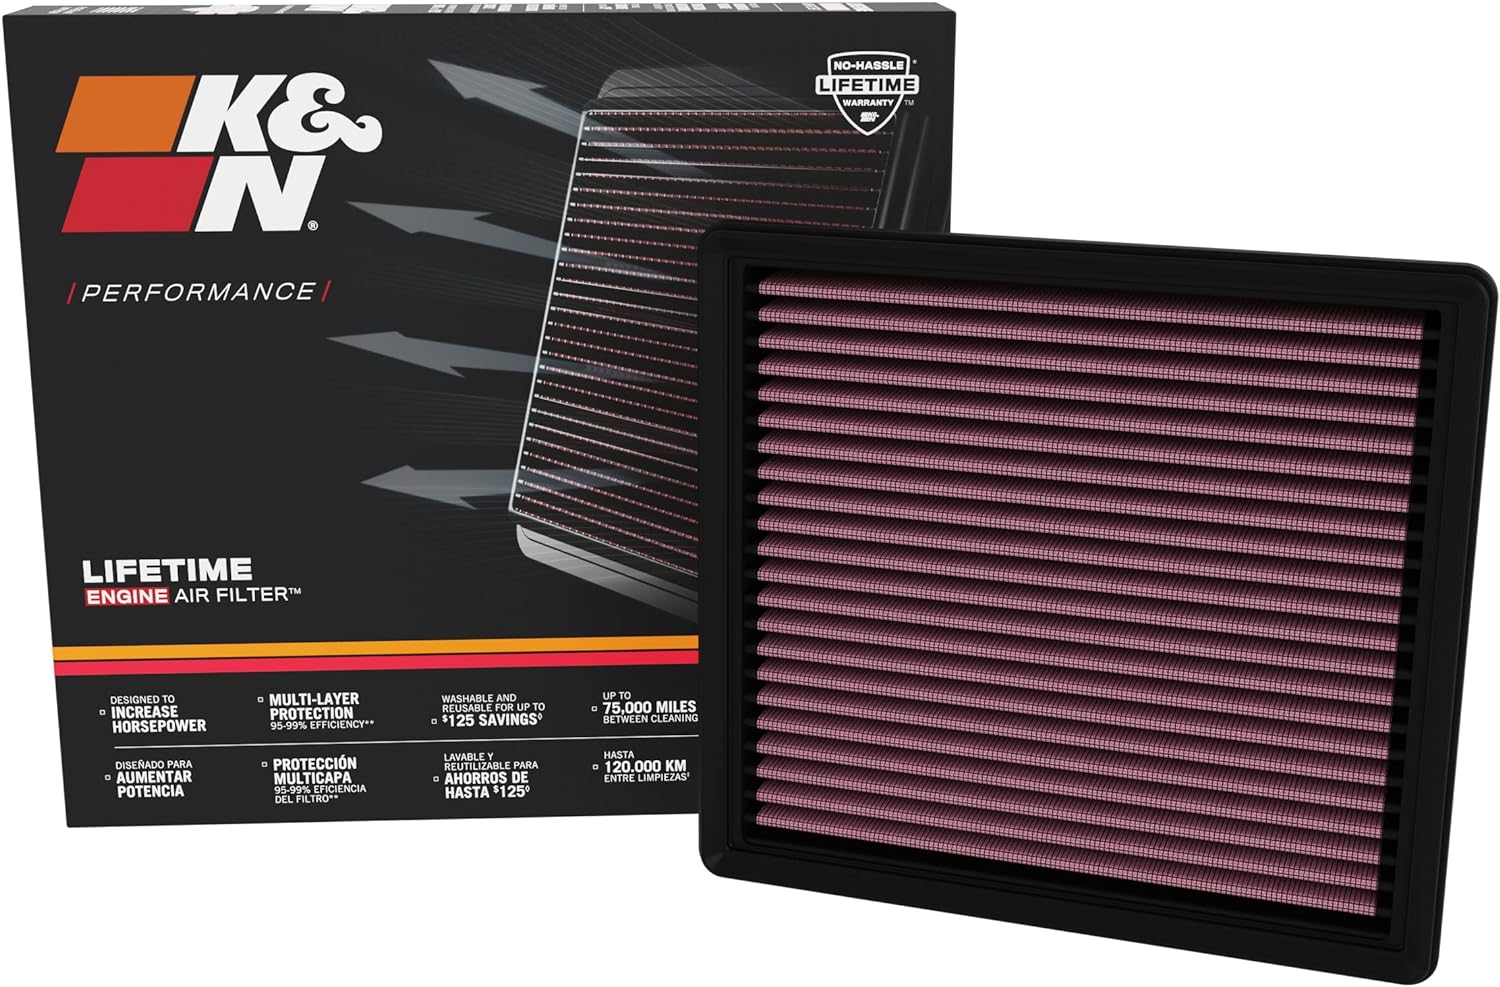 K&
N®
/PERFORMANCE/
NO-HASSLE*
LIFETIME
WARRANTY™
K&N
LIFETIME
ENGINE AIR FILTER™
DESIGNED TO
INCREASE
HORSEPOWER
MULTI-LAYER
PROTECTION
95-99% EFFICIENCY**
WASHABLE AND
REUSABLE FOR UP TO
$125 SAVINGS◊
UP TO
75,000 MILES
BETWEEN CLEANING
DISEÑADO PARA
AUMENTAR
POTENCIA
PROTECCIÓN
MULTICAPA
95-99% EFICIENCIA
DEL FILTRO**
LAVABLE Y
REUTILIZABLE PARA
AHORROS DE
HASTA $125◊
HASTA
120.000 KM
ENTRE LIMPIEZAS‡